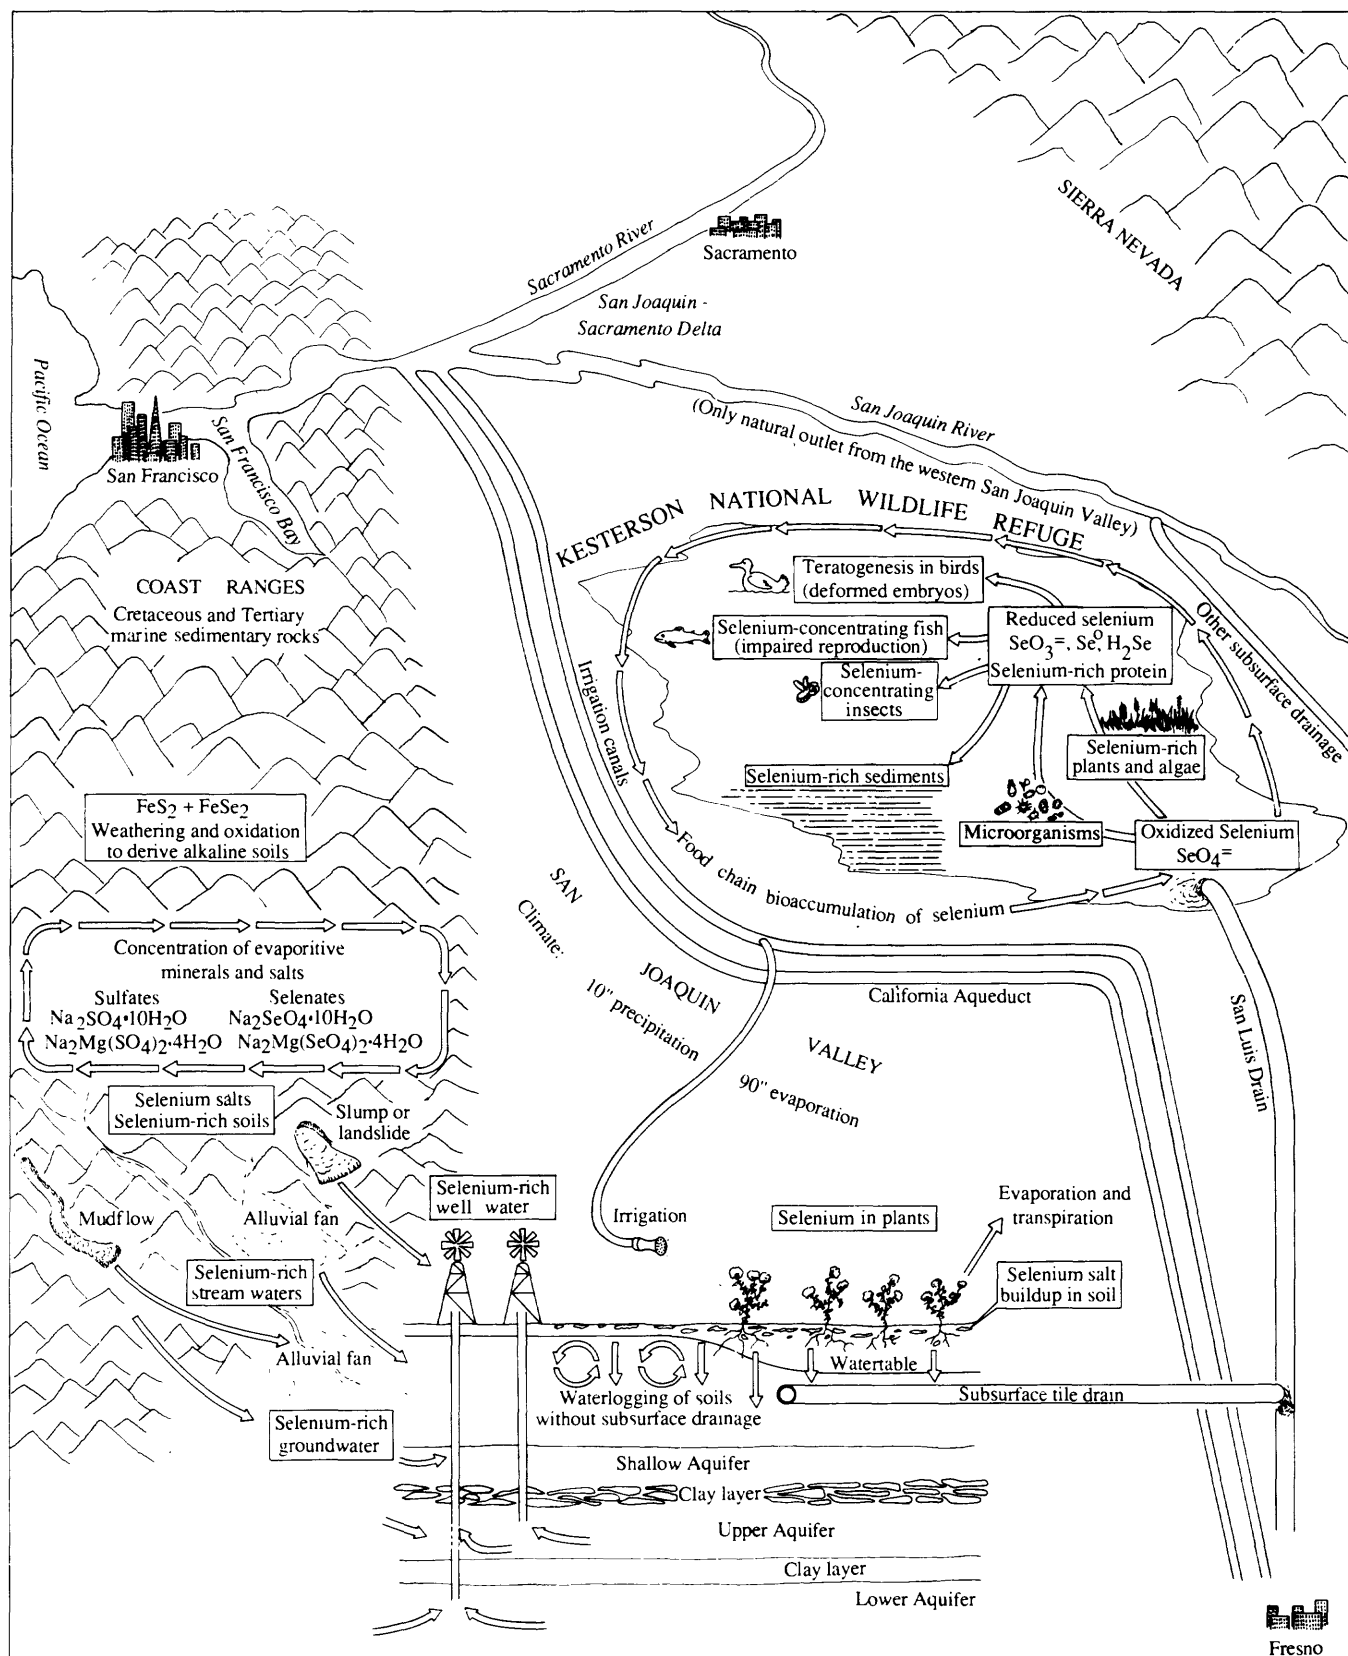 SIERRA NEVADA
Sacramento River
Sacramento
San Joaquin -
Sacramento Delta
Pacific Ocean
San Francisco
San Francisco Bay
San Joaquin River
(Only natural outlet from the western San Joaquin Valley)
KESTERSON NATIONAL WILDLIFE REFUGE
Teratogenesis in birds
(deformed embryos)
Selenium-concentrating fish
(impaired reproduction)
Selenium-
concentrating
insects
Reduced selenium
SeO₃=, Se⁰, H₂Se
Selenium-rich protein
Other subsurface drainage
Selenium-rich
plants and algae
Selenium-rich sediments
Microorganisms
Oxidized Selenium
SeO₄=
Food chain bioaccumulation of selenium
Irrigation canals
COAST RANGES
Cretaceous and Tertiary
marine sedimentary rocks
FeS₂ + FeSe₂
Weathering and oxidation
to derive alkaline soils
Concentration of evaporitive
minerals and salts
Sulfates Selenates
Na₂SO₄•10H₂O Na₂SeO₄•10H₂O
Na₂Mg(SO₄)₂•4H₂O Na₂Mg(SeO₄)₂•4H₂O
SAN JOAQUIN VALLEY
Climate: 10" precipitation 90" evaporation
California Aqueduct
San Luis Drain
Selenium salts
Selenium-rich soils
Slump or
landslide
Mudflow
Alluvial fan
Selenium-rich
well water
Irrigation
Selenium in plants
Evaporation and
transpiration
Selenium-rich
stream waters
Selenium salt
buildup in soil
Alluvial fan
Watertable
Waterlogging of soils
without subsurface drainage
Subsurface tile drain
Selenium-rich
groundwater
Shallow Aquifer
Clay layer
Upper Aquifer
Clay layer
Lower Aquifer
Fresno